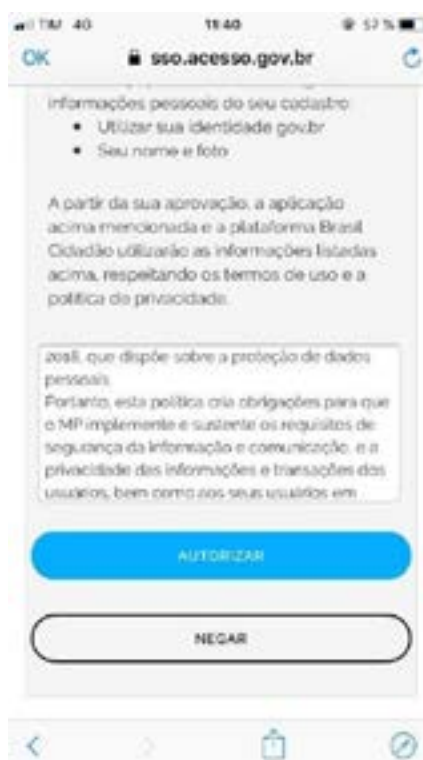 TIM 4G 11:40 57%
OK sso.acesso.gov.br
informações pessoais do seu cadastro:
• Utilizar sua identidade gov.br
• Seu nome e foto
A partir da sua aprovação, a aplicação
acima mencionada e a plataforma Brasil
Cidadão utilizarão as informações listadas
acima, respeitando os termos de uso e a
política de privacidade.
2018, que dispõe sobre a proteção de dados
pessoais.
Portanto, esta política cria obrigações para que
o MP implemente e sustente os requisitos de
segurança da informação e comunicação, e a
privacidade das informações e transações dos
usuários, bem como aos seus usuários em
AUTORIZAR
NEGAR